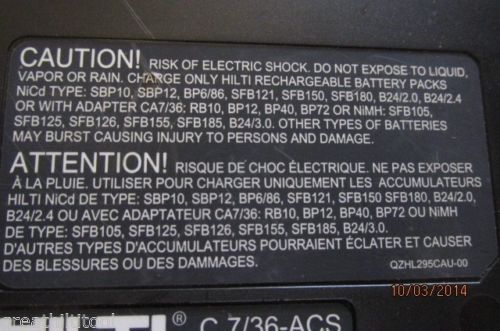 CAUTION! RISK OF ELECTRIC SHOCK. DO NOT EXPOSE TO LIQUID,
VAPOR OR RAIN. CHARGE ONLY HILTI RECHARGEABLE BATTERY PACKS
NiCd TYPE: SBP10, SBP12, BP6/86, SFB121, SFB150, SFB180, B24/2.0, B24/2.4
OR WITH ADAPTER CA7/36: RB10, BP12, BP40, BP72 OR NiMH: SFB105,
SFB125, SFB126, SFB155, SFB185, B24/3.0. OTHER TYPES OF BATTERIES
MAY BURST CAUSING INJURY TO PERSONS AND DAMAGE.
ATTENTION! RISQUE DE CHOC ÉLECTRIQUE. NE PAS EXPOSER
À LA PLUIE. UTILISER POUR CHARGER UNIQUEMENT LES ACCUMULATEURS
HILTI NiCd DE TYPE: SBP10, SBP12, BP6/86, SFB121, SFB150 SFB180, B24/2.0,
B24/2.4 OU AVEC ADAPTATEUR CA7/36: RB10, BP12, BP40, BP72 OU NiMH
DE TYPE: SFB105, SFB125, SFB126, SFB155, SFB185, B24/3.0.
D'AUTRES TYPES D'ACCUMULATEURS POURRAIENT ÉCLATER ET CAUSER
DES BLESSURES OU DES DAMMAGES.
QZHL295CAU-00
10/03/2014
® C 7/36-ACS
greathiltitool